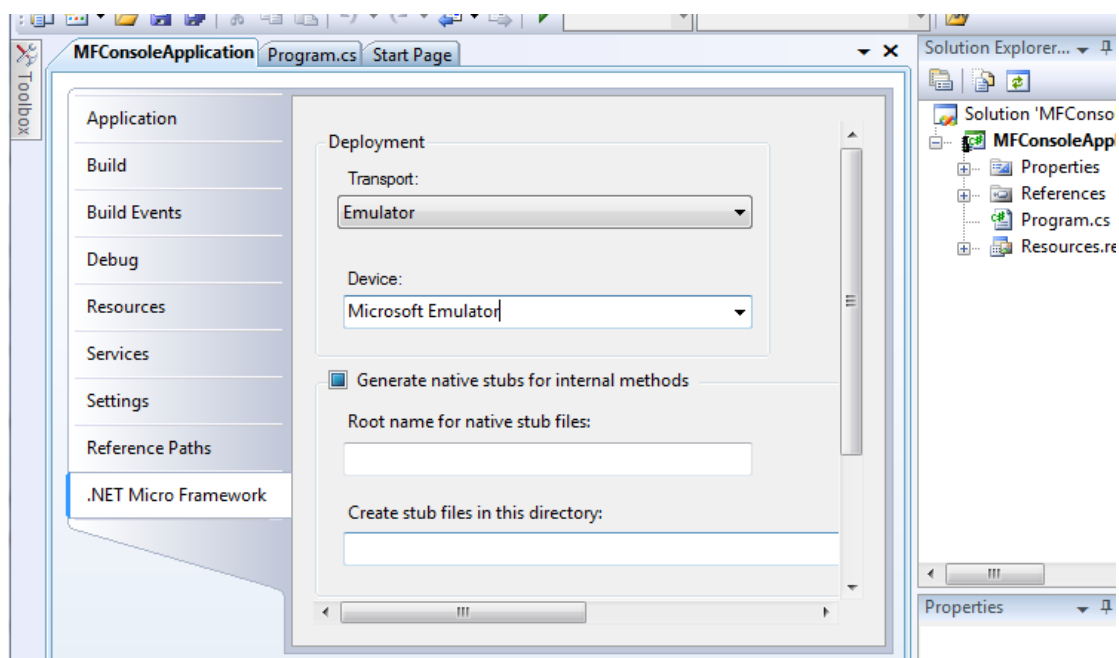 MFConsoleApplication Program.cs Start Page
Toolbox
Application
Build
Build Events
Debug
Resources
Services
Settings
Reference Paths
.NET Micro Framework
Deployment
Transport:
Emulator
Device:
Microsoft Emulator
Generate native stubs for internal methods
Root name for native stub files:
Create stub files in this directory:
Solution Explorer...
Solution 'MFConso
MFConsoleAppl
Properties
References
Program.cs
Resources.re
Properties